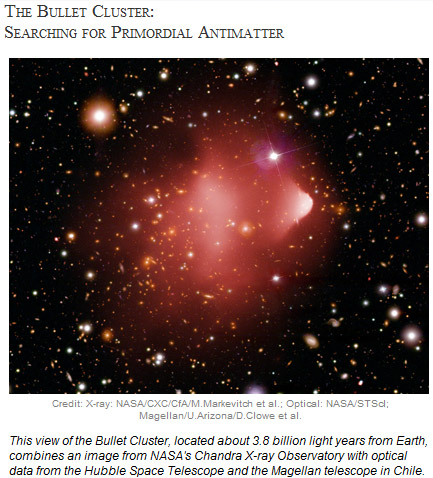 The Bullet Cluster:
Searching for Primordial Antimatter
Credit: X-ray: NASA/CXC/CfA/M.Markevitch et al.; Optical: NASA/STScI;
Magellan/U.Arizona/D.Clowe et al.
This view of the Bullet Cluster, located about 3.8 billion light years from Earth,
combines an image from NASA's Chandra X-ray Observatory with optical
data from the Hubble Space Telescope and the Magellan telescope in Chile.